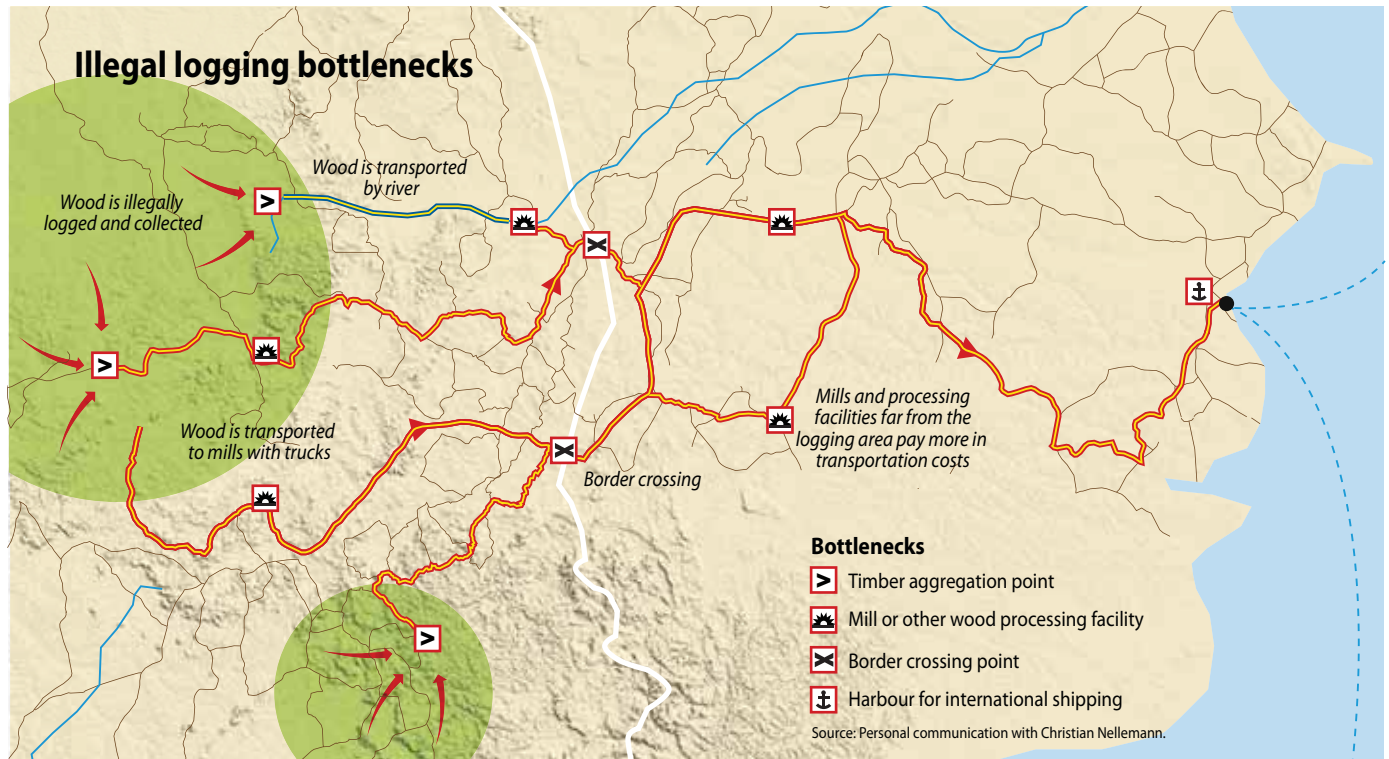 Illegal logging bottlenecks
Wood is transported
by river
Wood is illegally
logged and collected
Wood is transported
to mills with trucks
Mills and processing
facilities far from the
logging area pay more in
transportation costs
Border crossing
Bottlenecks
Timber aggregation point
Mill or other wood processing facility
Border crossing point
Harbour for international shipping
Source: Personal communication with Christian Nellemann.